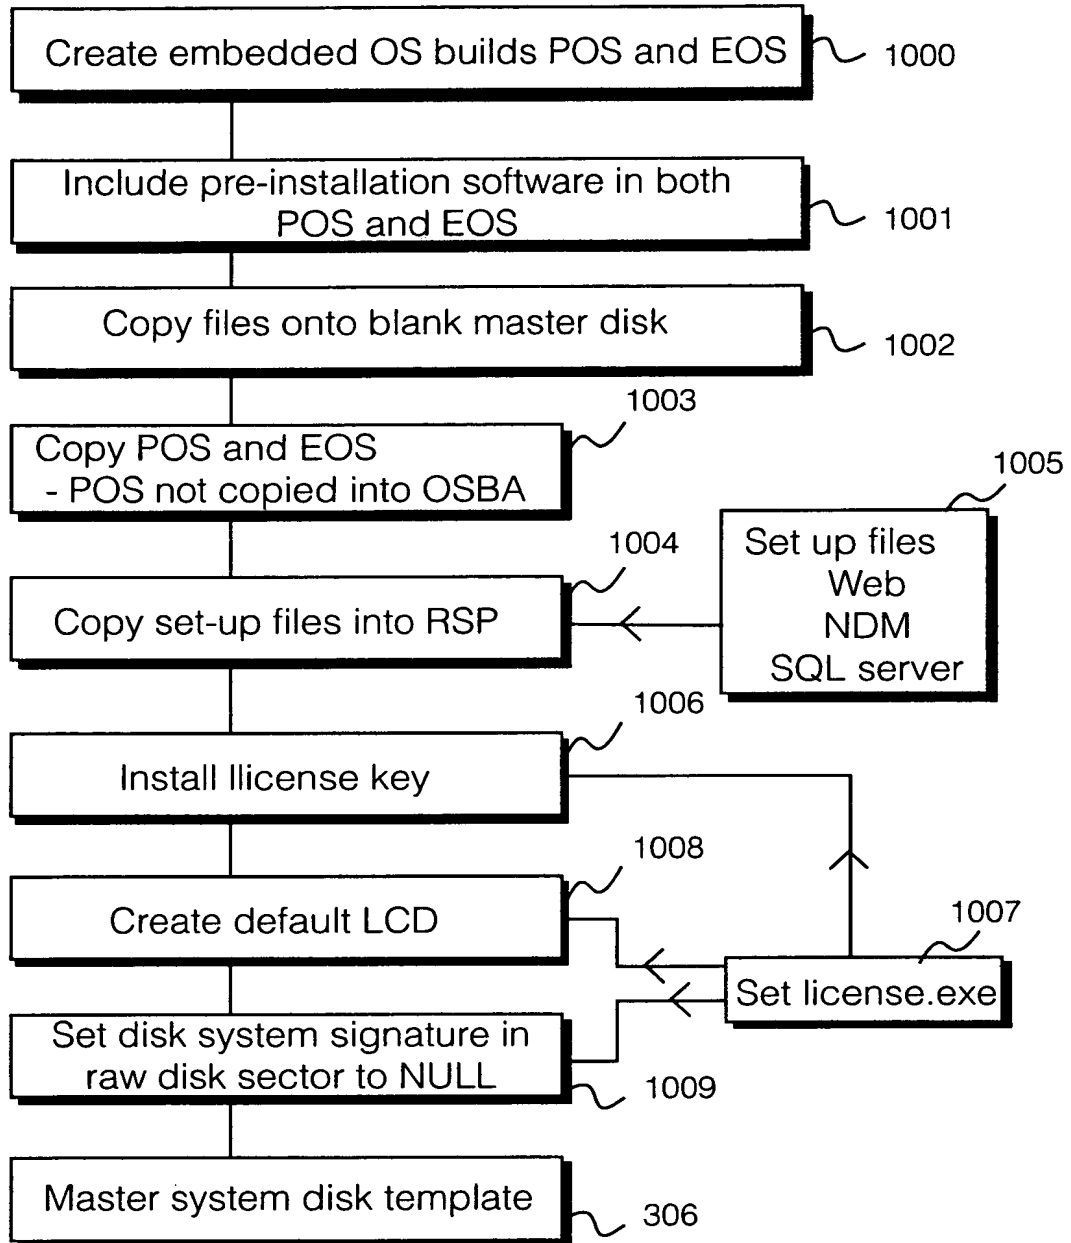 Create embedded OS builds POS and EOS
1000
Include pre-installation software in both
POS and EOS
1001
Copy files onto blank master disk
1002
1003
Copy POS and EOS
- POS not copied into OSBA
1005
Set up files
Web
NDM
SQL server
1004
Copy set-up files into RSP
1006
Install llicense key
1008
Create default LCD
1007
Set license.exe
Set disk system signature in
raw disk sector to NULL
1009
Master system disk template
306